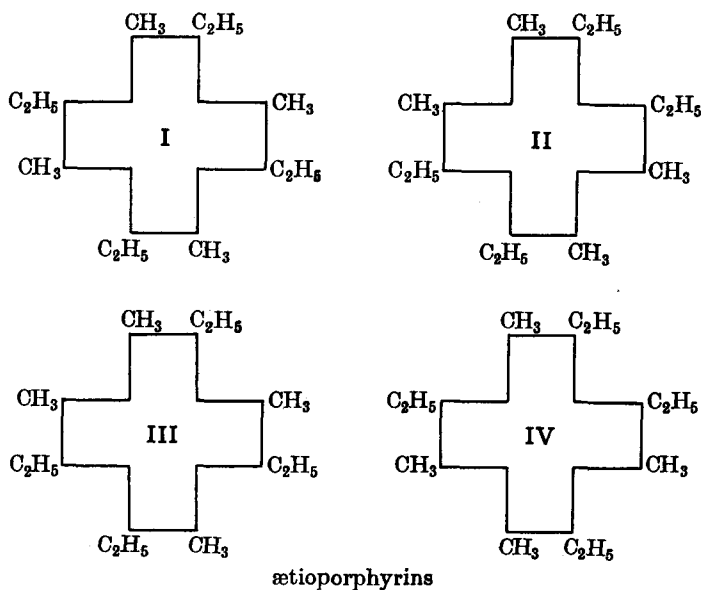 CH₃ C₂H₅
C₂H₅ CH₃
I
CH₃ C₂H₅
C₂H₅ CH₃
CH₃ C₂H₅
CH₃ C₂H₅
II
C₂H₅ CH₃
C₂H₅ CH₃
CH₃ C₂H₅
CH₃ CH₃
III
C₂H₅ C₂H₅
C₂H₅ CH₃
CH₃ C₂H₅
C₂H₅ C₂H₅
IV
CH₃ CH₃
CH₃ C₂H₅
ætioporphyrins